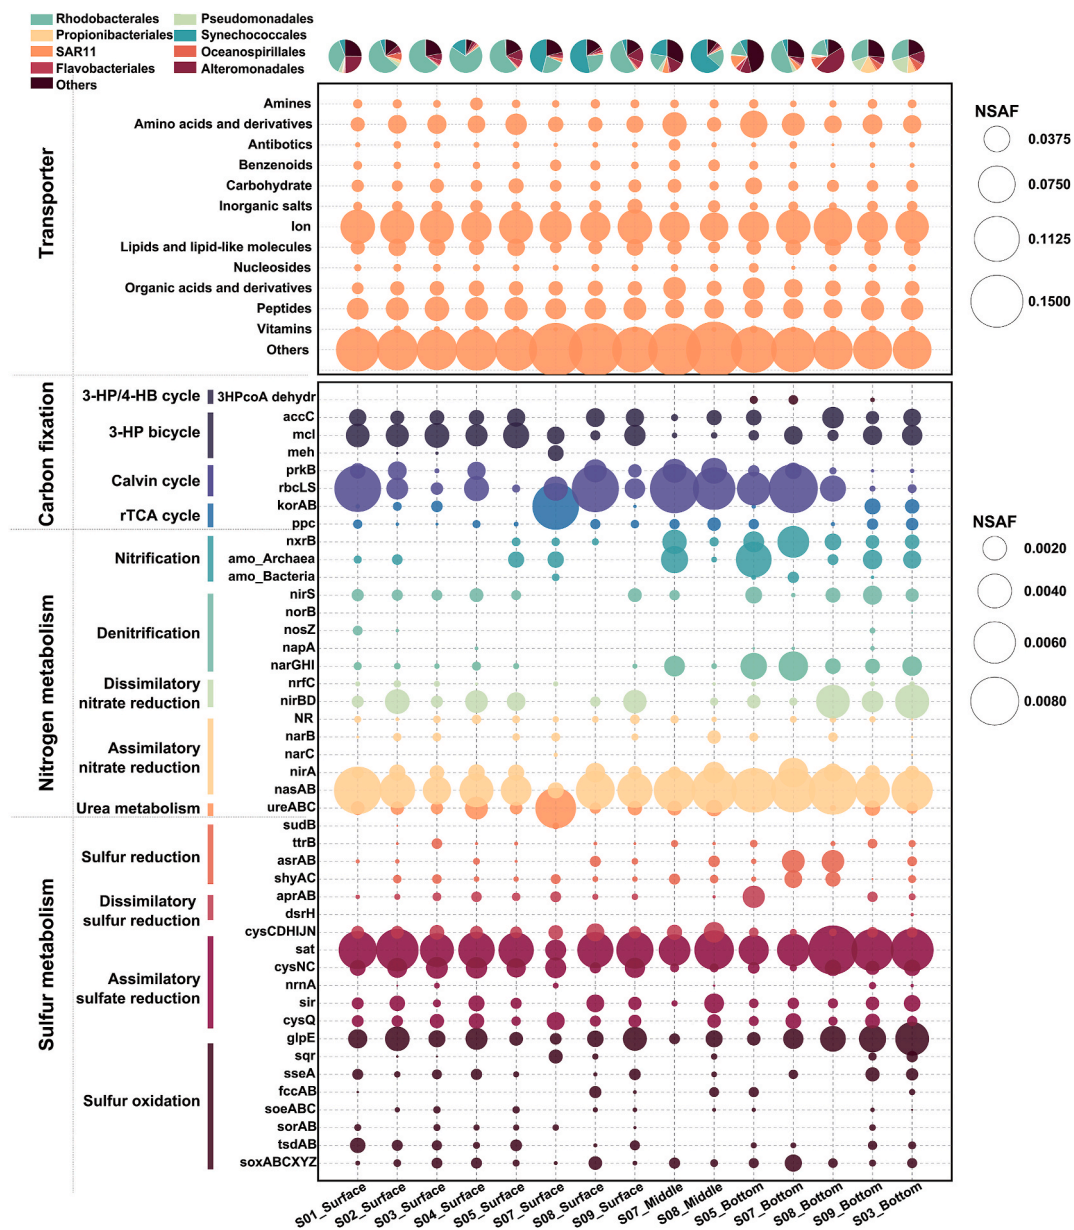 Rhodobacterales
Pseudomonadales
Propionibacteriales
Synechococcales
SAR11
Oceanospirillales
Flavobacteriales
Alteromonadales
Others
Transporter
Amines
Amino acids and derivatives
Antibotics
Benzenoids
Carbohydrate
Inorganic salts
Ion
Lipids and lipid-like molecules
Nucleosides
Organic acids and derivatives
Peptides
Vitamins
Others
NSAF
0.0375
0.0750
0.1125
0.1500
Carbon fixation
3-HP/4-HB cycle
3HPcoA dehydr
3-HP bicycle
accC
mcl
meh
Calvin cycle
prkB
rbcLS
rTCA cycle
korAB
ppc
Nitrogen metabolism
Nitrification
nxrB
amo_Archaea
amo_Bacteria
Denitrification
nirS
norB
nosZ
napA
narGHI
Dissimilatory
nitrate reduction
nrfC
nirBD
Assimilatory
nitrate reduction
NR
narB
narC
nirA
nasAB
Urea metabolism
ureABC
NSAF
0.0020
0.0040
0.0060
0.0080
Sulfur metabolism
Sulfur reduction
sudB
ttrB
asrAB
shyAC
Dissimilatory
sulfur reduction
aprAB
dsrH
Assimilatory
sulfate reduction
cysCDHIJN
sat
cysNC
nrnA
sir
cysQ
Sulfur oxidation
glpE
sqr
sseA
fccAB
soeABC
sorAB
tsdAB
soxABCXYZ
S01_Surface
S02_Surface
S03_Surface
S04_Surface
S05_Surface
S07_Surface
S08_Surface
S09_Surface
S07_Middle
S08_Middle
S05_Bottom
S07_Bottom
S08_Bottom
S09_Bottom
S03_Bottom